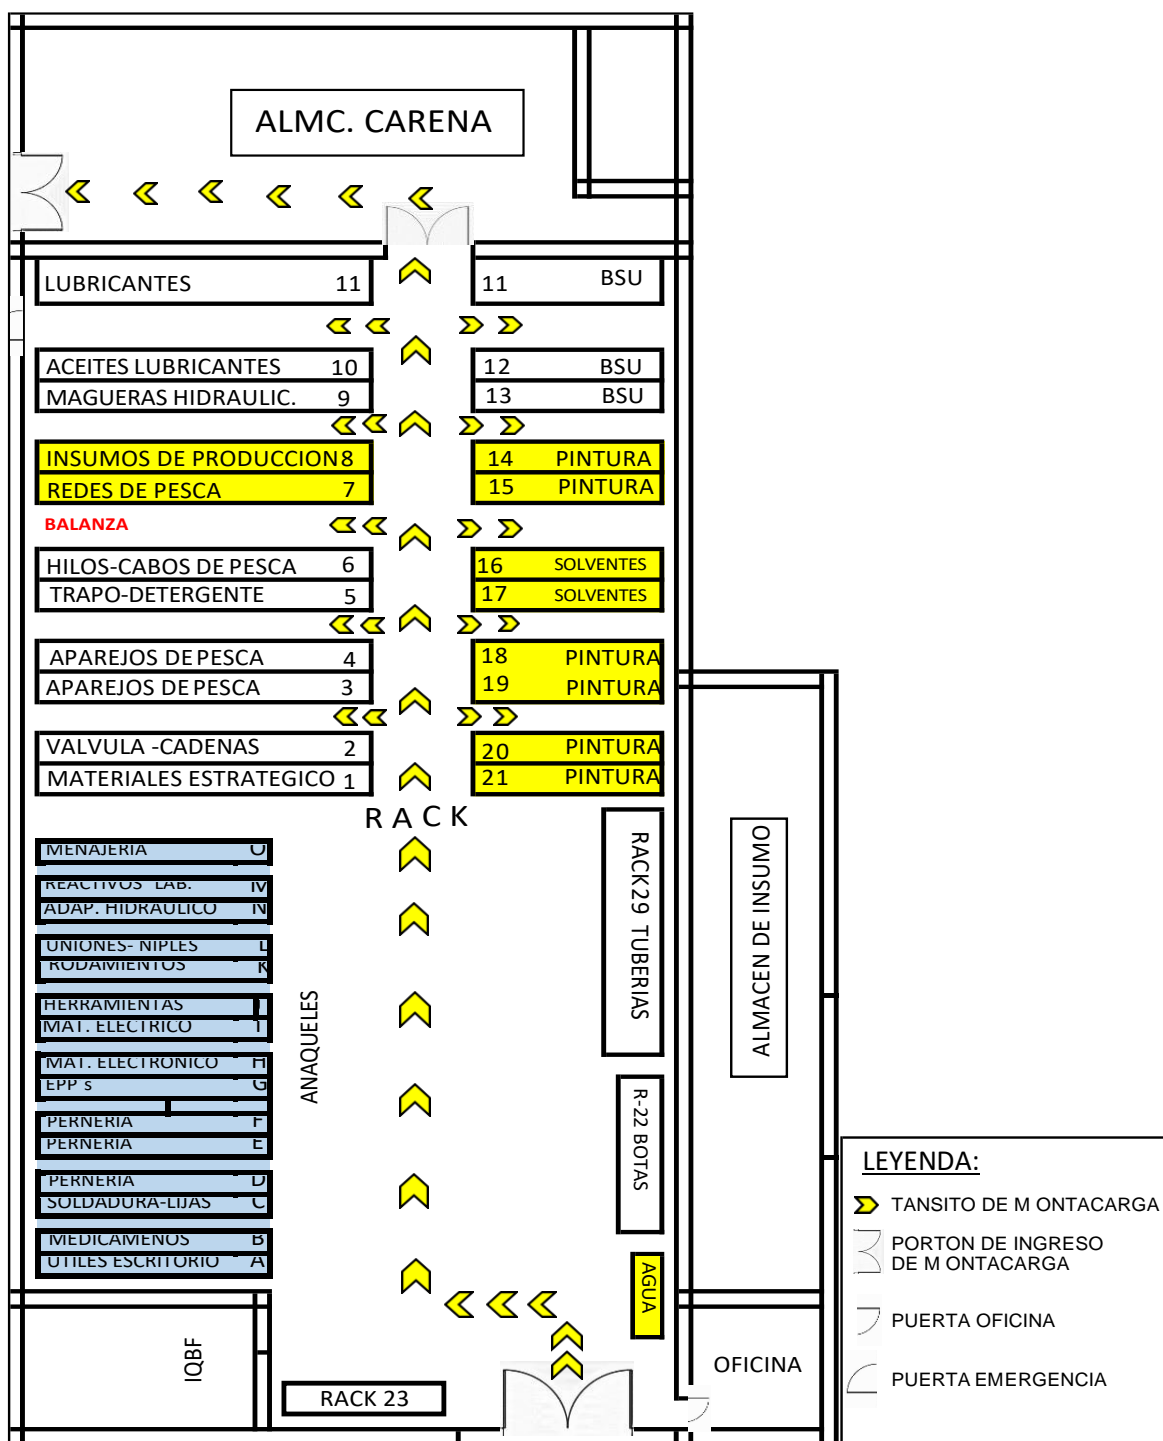 ALMC. CARENA
LUBRICANTES 11
11 BSU
ACEITES LUBRICANTES 10
12 BSU
MAGUERAS HIDRAULIC. 9
13 BSU
INSUMOS DE PRODUCCION 8
14 PINTURA
REDES DE PESCA 7
15 PINTURA
BALANZA
HILOS-CABOS DE PESCA 6
16 SOLVENTES
TRAPO-DETERGENTE 5
17 SOLVENTES
APAREJOS DE PESCA 4
18 PINTURA
APAREJOS DE PESCA 3
19 PINTURA
VALVULA -CADENAS 2
20 PINTURA
MATERIALES ESTRATEGICO 1
21 PINTURA
RACK
MENAJERIA O
REACTIVOS LAB. M
ADAP. HIDRAULICO N
UNIONES- NIPLES L
RODAMIENTOS K
HERRAMIENTAS
MAT. ELECTRICO I
MAT. ELECTRONICO H
EPP s G
PERNERIA F
PERNERIA E
PERNERIA D
SOLDADURA-LIJAS C
MEDICAMENOS B
UTILES ESCRITORIO A
ANAQUELES
RACK29 TUBERIAS
R-22 BOTAS
AGUA
ALMACEN DE INSUMO
IQBF
RACK 23
OFICINA
LEYENDA:
TANSITO DE M ONTACARGA
PORTON DE INGRESO
DE M ONTACARGA
PUERTA OFICINA
PUERTA EMERGENCIA